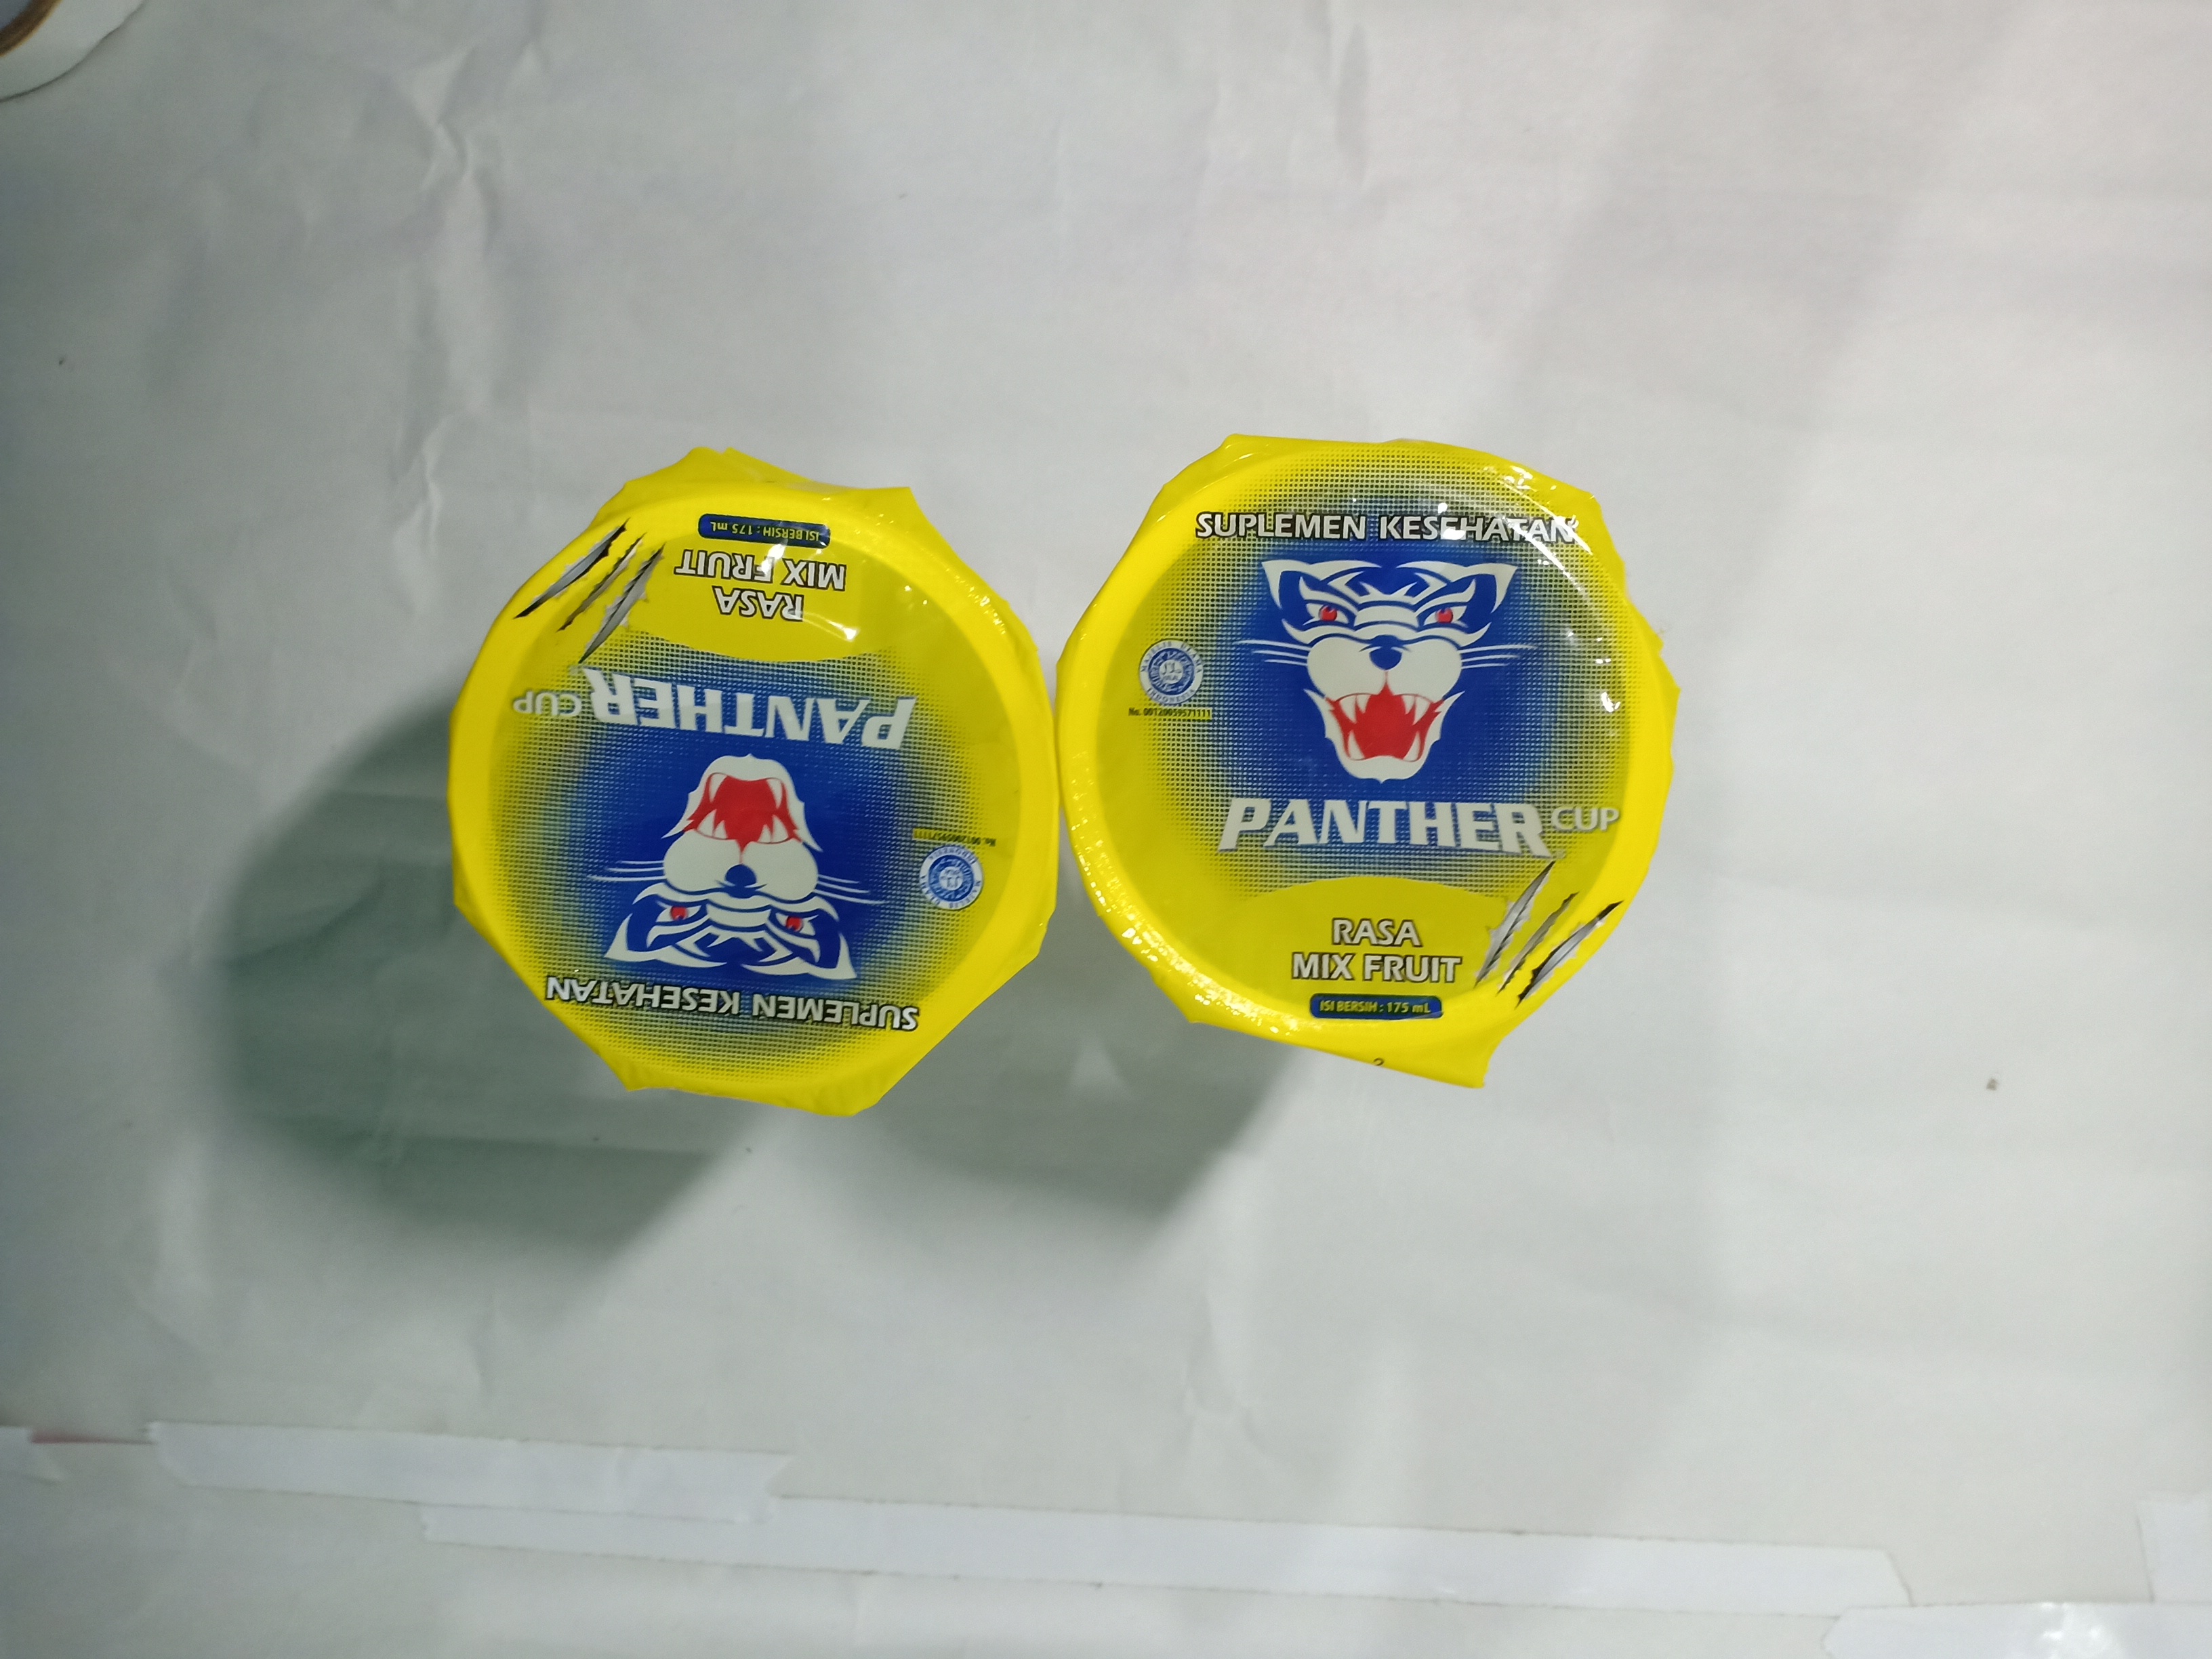 ISI BERSIH : 175 mL
RASA
MIX FRUIT
PANTHER CUP
SUPLEMEN KESEHATAN
SUPLEMEN KESEHATAN
PANTHER CUP
RASA
MIX FRUIT
ISI BERSIH : 175 mL
2